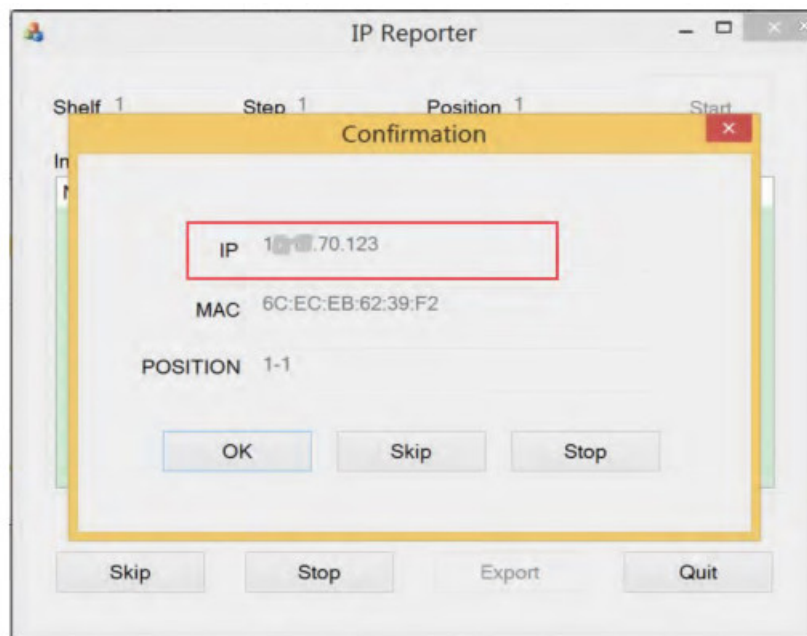 IP Reporter
Shelf 1 Step 1 Position 1 Start
Confirmation
IP .70.123
MAC 6C:EC:EB:62:39:F2
POSITION 1-1
OK Skip Stop
Skip Stop Export Quit